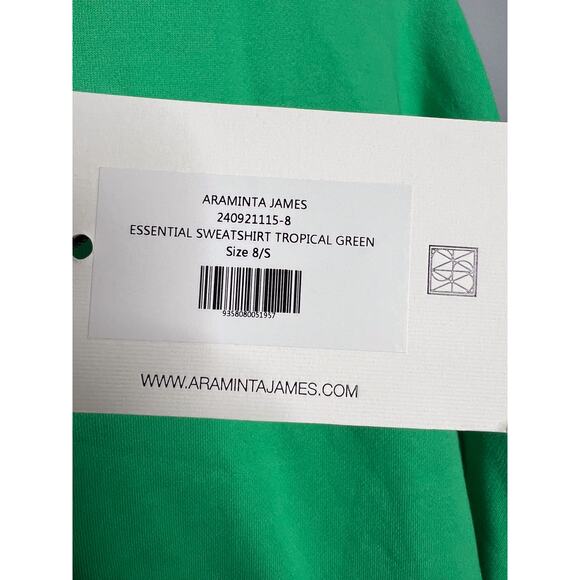 ARAMINTA JAMES
240921115-8
ESSENTIAL SWEATSHIRT TROPICAL GREEN
Size 8/S
9358080051957
WWW.ARAMINTAJAMES.COM